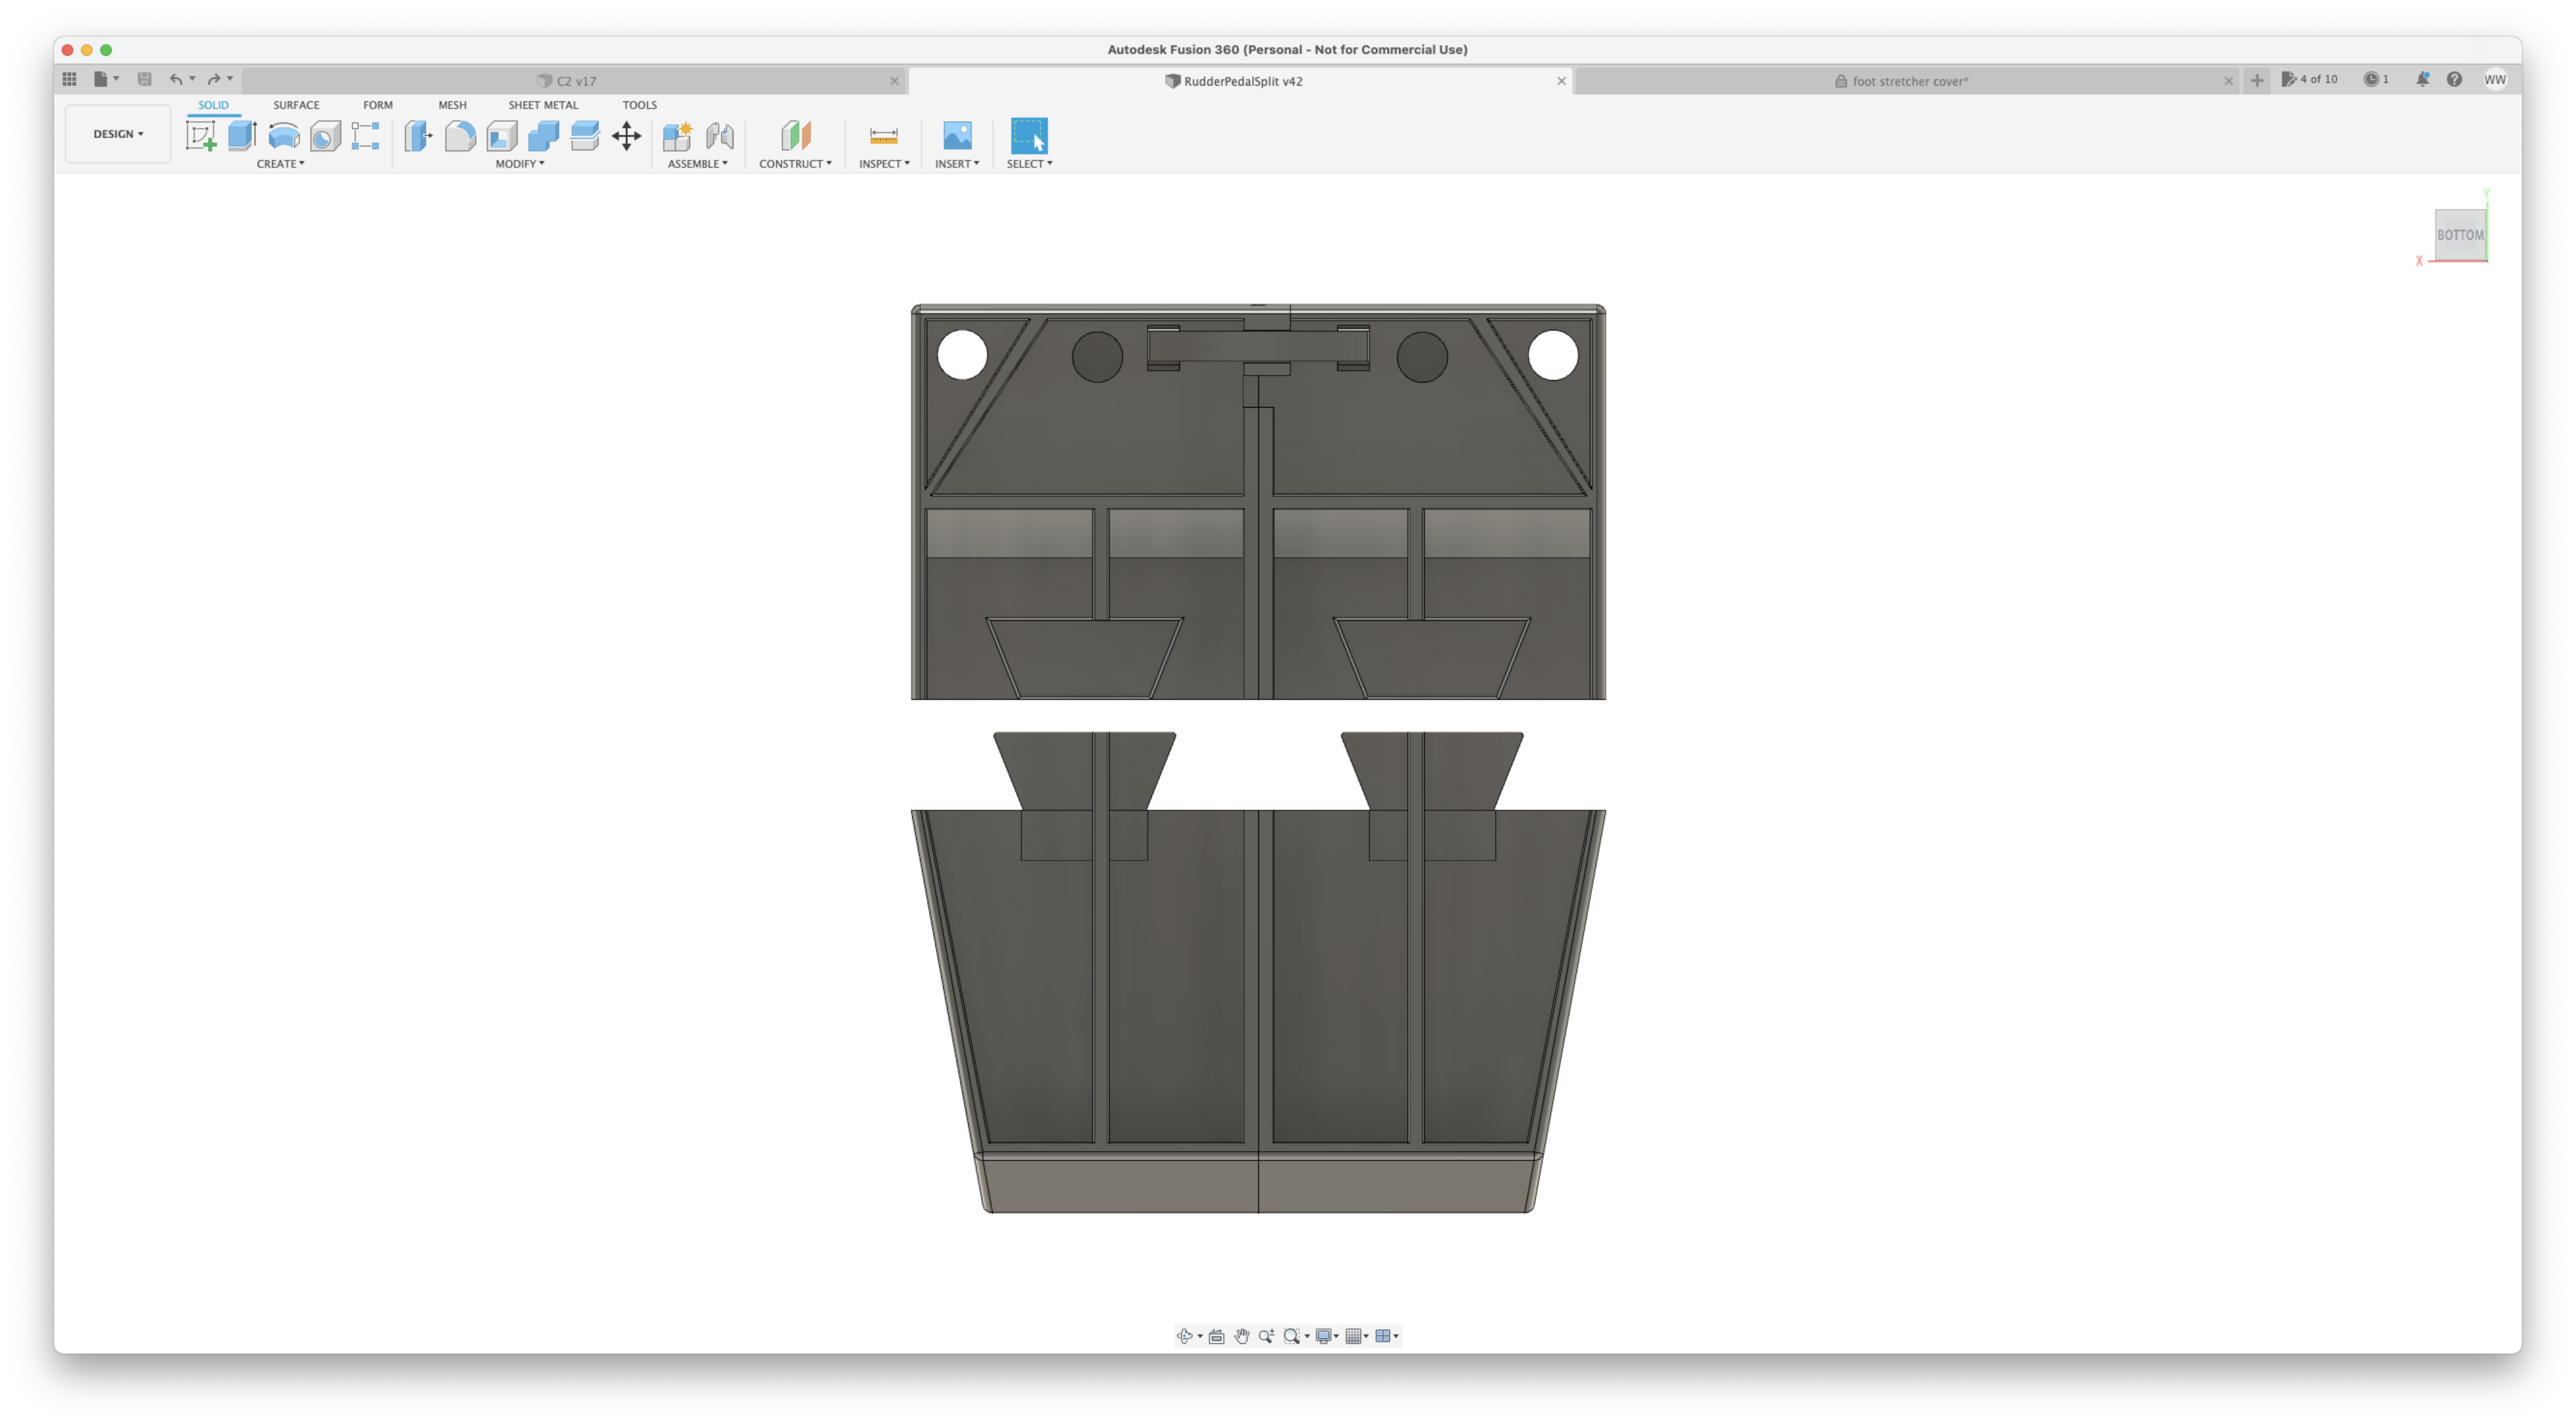 Autodesk Fusion 360 (Personal - Not for Commercial Use)
C2 v17
RudderPedalSplit v42
foot stretcher cover*
4 of 10
1
WW
SOLID SURFACE FORM MESH SHEET METAL TOOLS
DESIGN
CREATE MODIFY ASSEMBLE CONSTRUCT INSPECT INSERT SELECT
Y
BOTTOM
X